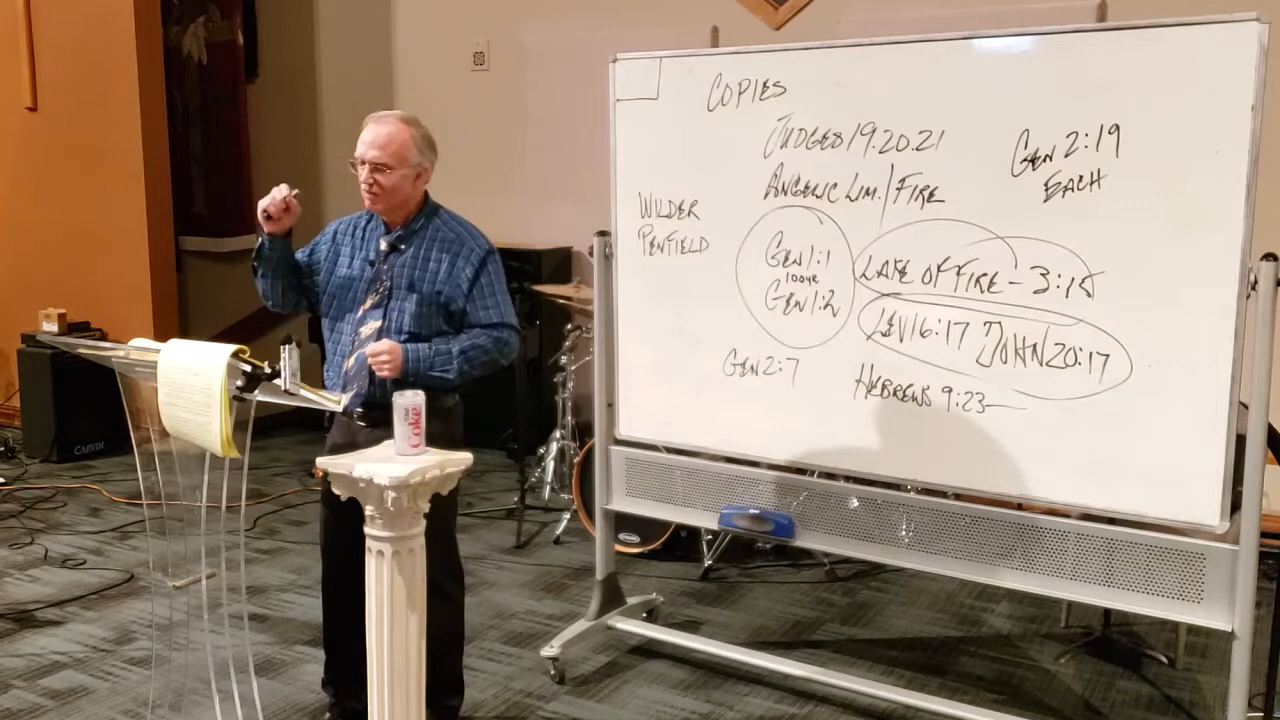 COPIES
JUDGES 19.20.21
GEN 2:19
EACH
ANGELIC LIM./FIRE
WILDER
PENFIELD
GEN 1:1
100YR
GEN 1:2
LAKE OF FIRE - 3:15
LEV 16:17 JOHN 20:17
GEN 2:7
HEBREWS 9:23
Diet
Coke
CARVIN